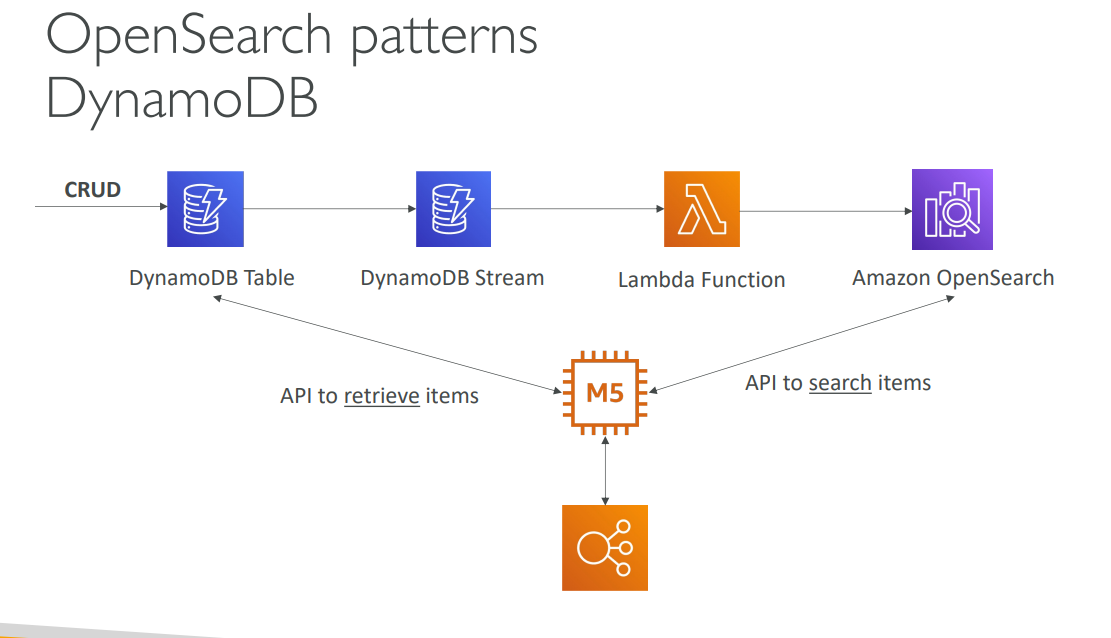 OpenSearch patterns
DynamoDB
CRUD
DynamoDB Table
DynamoDB Stream
Lambda Function
Amazon OpenSearch
API to retrieve items
M5
API to search items